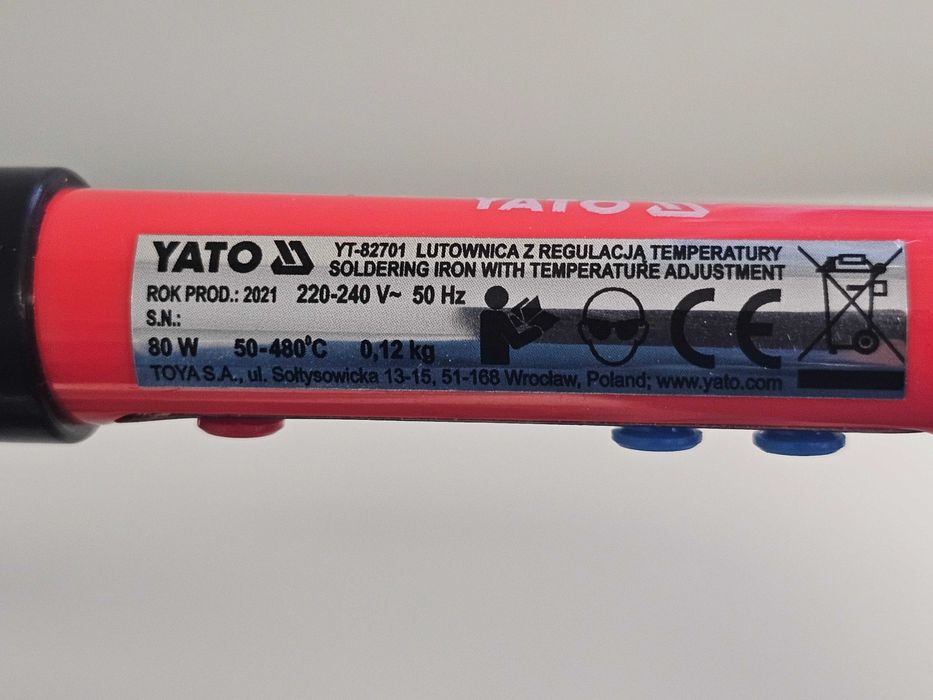 YATO
YATO YT-82701 LUTOWNICA Z REGULACJĄ TEMPERATURY
SOLDERING IRON WITH TEMPERATURE ADJUSTMENT
ROK PROD.: 2021 220-240 V~ 50 Hz
S.N.:
80 W 50-480°C 0,12 kg
CE
TOYA S.A., ul. Sołtysowicka 13-15, 51-168 Wrocław, Poland; www.yato.com